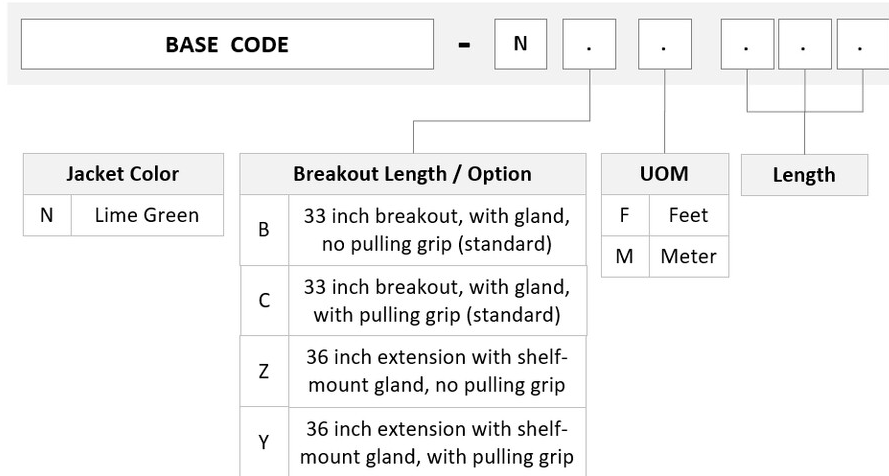 BASE CODE - N . . . . .
Jacket Color
N Lime Green
Breakout Length / Option
B 33 inch breakout, with gland,
no pulling grip (standard)
C 33 inch breakout, with gland,
with pulling grip (standard)
Z 36 inch extension with shelf-
mount gland, no pulling grip
Y 36 inch extension with shelf-
mount gland, with pulling grip
UOM
F Feet
M Meter
Length